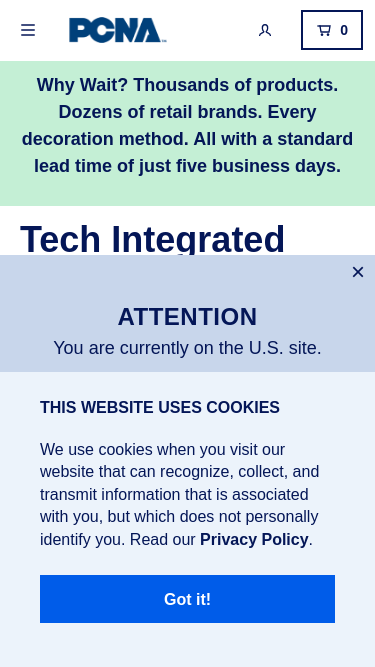 PCNA
0
Why Wait? Thousands of products.
Dozens of retail brands. Every
decoration method. All with a standard
lead time of just five business days.
Tech Integrated
ATTENTION
You are currently on the U.S. site.
THIS WEBSITE USES COOKIES
We use cookies when you visit our
website that can recognize, collect, and
transmit information that is associated
with you, but which does not personally
identify you. Read our Privacy Policy.
Got it!